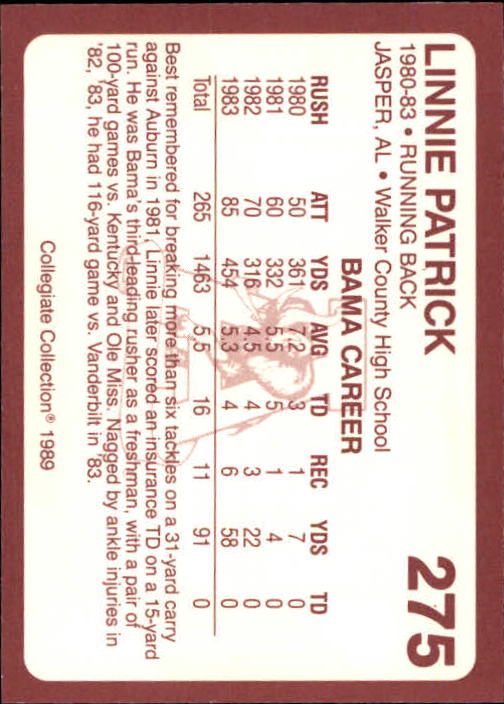 LINNIE PATRICK 275
1980-83 • RUNNING BACK
JASPER, AL • Walker County High School
BAMA CAREER
RUSH ATT YDS AVG TD REC YDS TD
1980 50 361 7.2 3 1 7 0
1981 60 332 5.5 5 1 4 0
1982 70 316 4.5 4 3 22 0
1983 85 454 5.3 4 6 58 0
Total 265 1463 5.5 16 11 91 0
Best remembered for breaking more than six tackles on a 31-yard carry
against Auburn in 1981. Linnie later scored an insurance TD on a 15-yard
run. He was Bama's third-leading rusher as a freshman, with a pair of
100-yard games vs. Kentucky and Ole Miss. Nagged by ankle injuries in
'82, '83, he had 116-yard game vs. Vanderbilt in '83.
Collegiate Collection® 1989